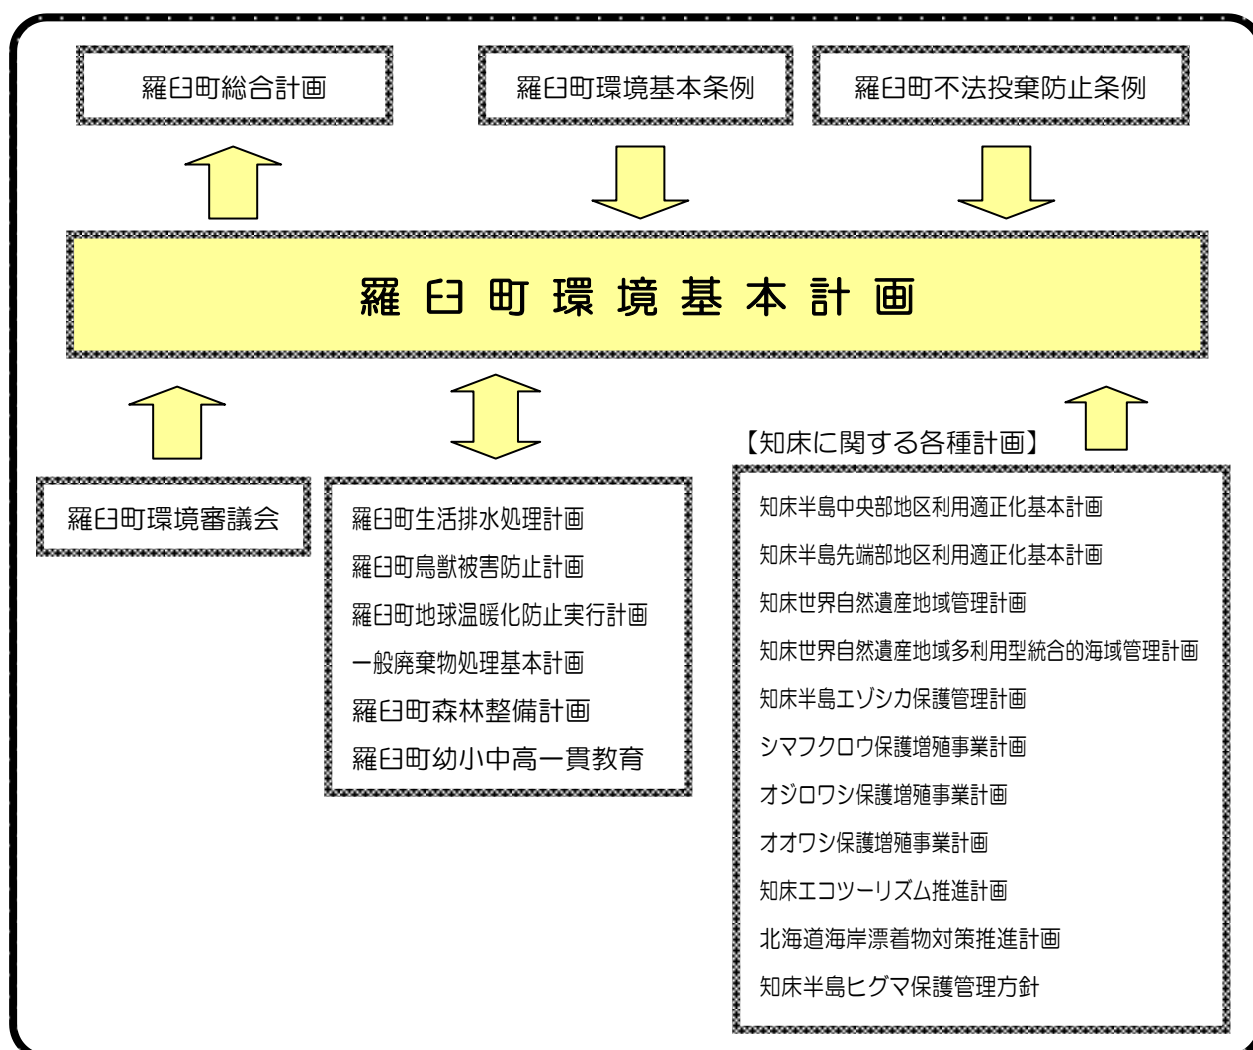 羅臼町総合計画
羅臼町環境基本条例
羅臼町不法投棄防止条例
羅臼町環境基本計画
【知床に関する各種計画】
羅臼町環境審議会
羅臼町生活排水処理計画
羅臼町鳥獣被害防止計画
羅臼町地球温暖化防止実行計画
一般廃棄物処理基本計画
羅臼町森林整備計画
羅臼町幼小中高一貫教育
知床半島中央部地区利用適正化基本計画
知床半島先端部地区利用適正化基本計画
知床世界自然遺産地域管理計画
知床世界自然遺産地域多利用型統合的海域管理計画
知床半島エゾシカ保護管理計画
シマフクロウ保護増殖事業計画
オジロワシ保護増殖事業計画
オオワシ保護増殖事業計画
知床エコツーリズム推進計画
北海道海岸漂着物対策推進計画
知床半島ヒグマ保護管理方針